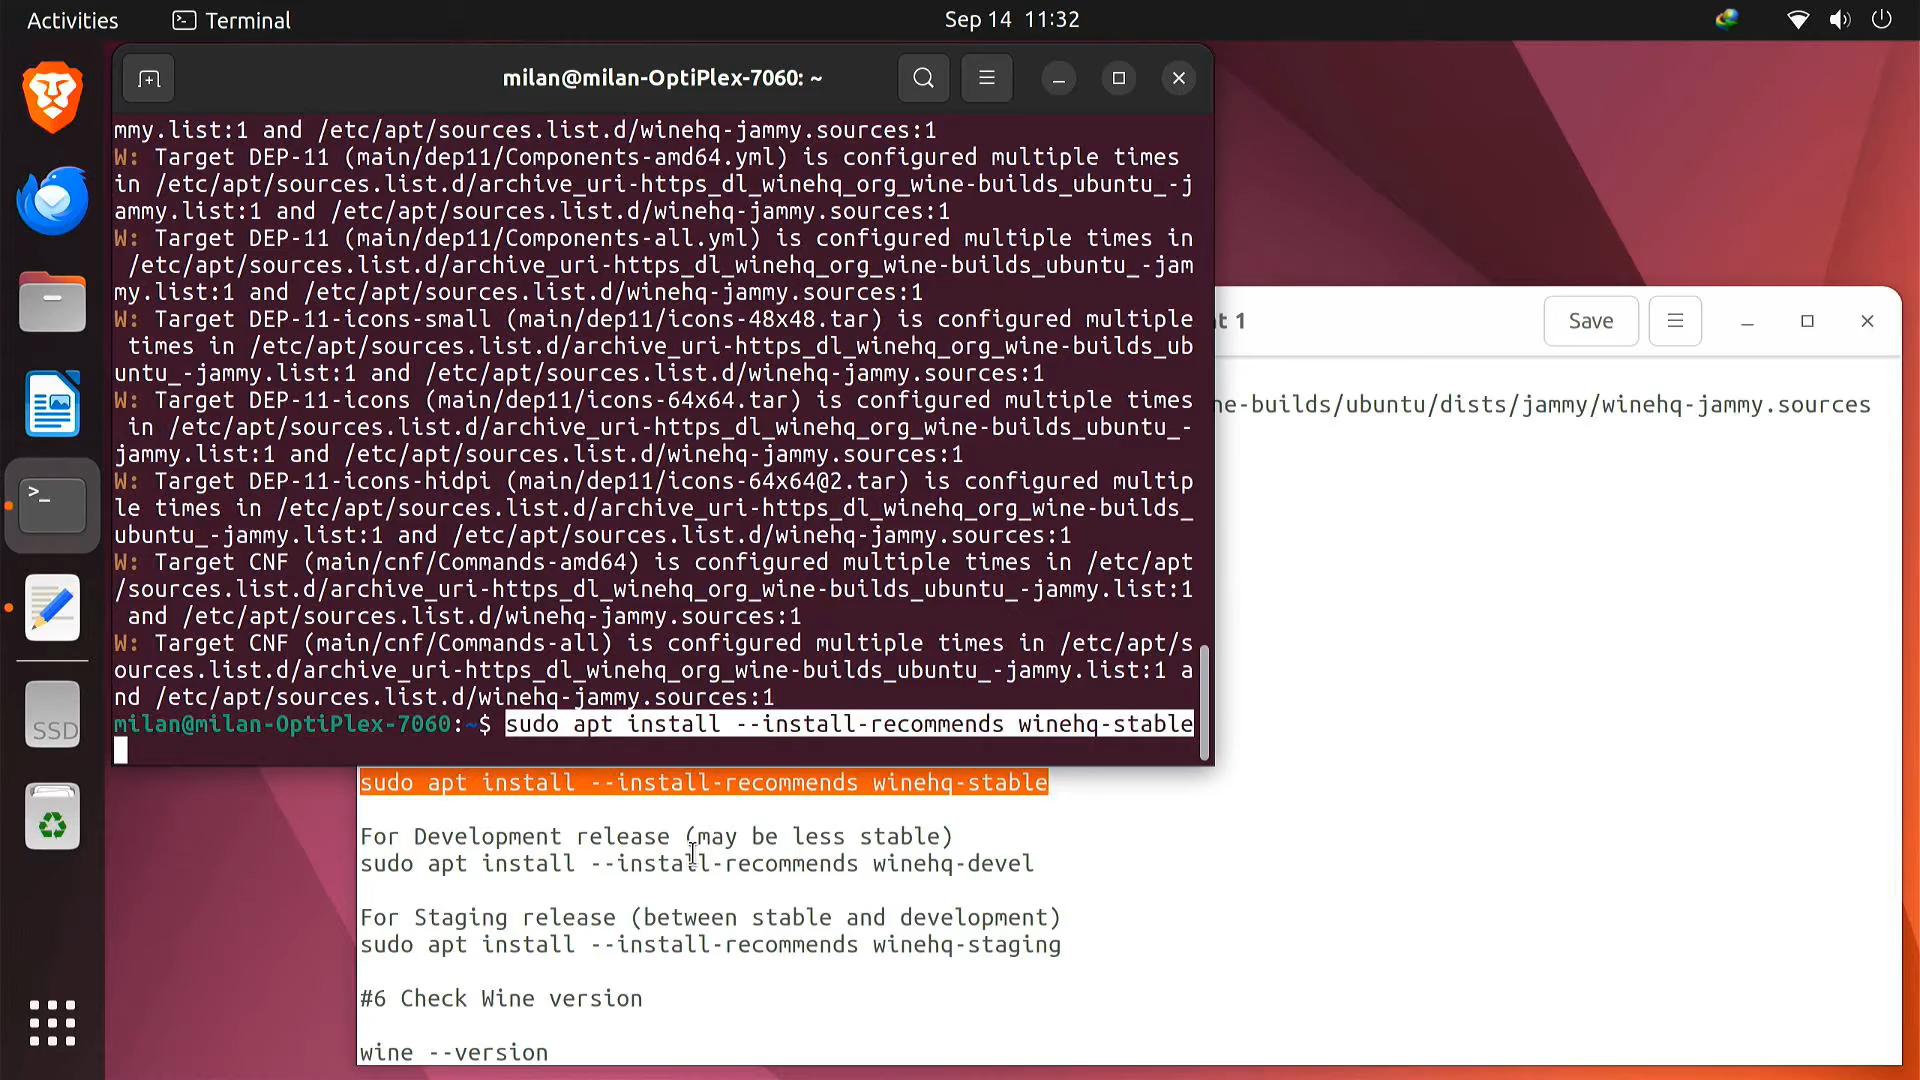 Activities
Terminal
Sep 14 11:32
milan@milan-OptiPlex-7060: ~
mmy.list:1 and /etc/apt/sources.list.d/winehq-jammy.sources:1
W: Target DEP-11 (main/dep11/Components-amd64.yml) is configured multiple times
in /etc/apt/sources.list.d/archive_uri-https_dl_winehq_org_wine-builds_ubuntu_-j
ammy.list:1 and /etc/apt/sources.list.d/winehq-jammy.sources:1
W: Target DEP-11 (main/dep11/Components-all.yml) is configured multiple times in
 /etc/apt/sources.list.d/archive_uri-https_dl_winehq_org_wine-builds_ubuntu_-jam
my.list:1 and /etc/apt/sources.list.d/winehq-jammy.sources:1
W: Target DEP-11-icons-small (main/dep11/icons-48x48.tar) is configured multiple
 times in /etc/apt/sources.list.d/archive_uri-https_dl_winehq_org_wine-builds_ub
untu_-jammy.list:1 and /etc/apt/sources.list.d/winehq-jammy.sources:1
W: Target DEP-11-icons (main/dep11/icons-64x64.tar) is configured multiple times
 in /etc/apt/sources.list.d/archive_uri-https_dl_winehq_org_wine-builds_ubuntu_-
jammy.list:1 and /etc/apt/sources.list.d/winehq-jammy.sources:1
W: Target DEP-11-icons-hidpi (main/dep11/icons-64x64@2.tar) is configured multip
le times in /etc/apt/sources.list.d/archive_uri-https_dl_winehq_org_wine-builds_
ubuntu_-jammy.list:1 and /etc/apt/sources.list.d/winehq-jammy.sources:1
W: Target CNF (main/cnf/Commands-amd64) is configured multiple times in /etc/apt
/sources.list.d/archive_uri-https_dl_winehq_org_wine-builds_ubuntu_-jammy.list:1
 and /etc/apt/sources.list.d/winehq-jammy.sources:1
W: Target CNF (main/cnf/Commands-all) is configured multiple times in /etc/apt/s
ources.list.d/archive_uri-https_dl_winehq_org_wine-builds_ubuntu_-jammy.list:1 a
nd /etc/apt/sources.list.d/winehq-jammy.sources:1
milan@milan-OptiPlex-7060:~$ sudo apt install --install-recommends winehq-stable
t 1
Save
ne-builds/ubuntu/dists/jammy/winehq-jammy.sources
sudo apt install --install-recommends winehq-stable
For Development release (may be less stable)
sudo apt install --install-recommends winehq-devel
For Staging release (between stable and development)
sudo apt install --install-recommends winehq-staging
#6 Check Wine version
wine --version
SSD